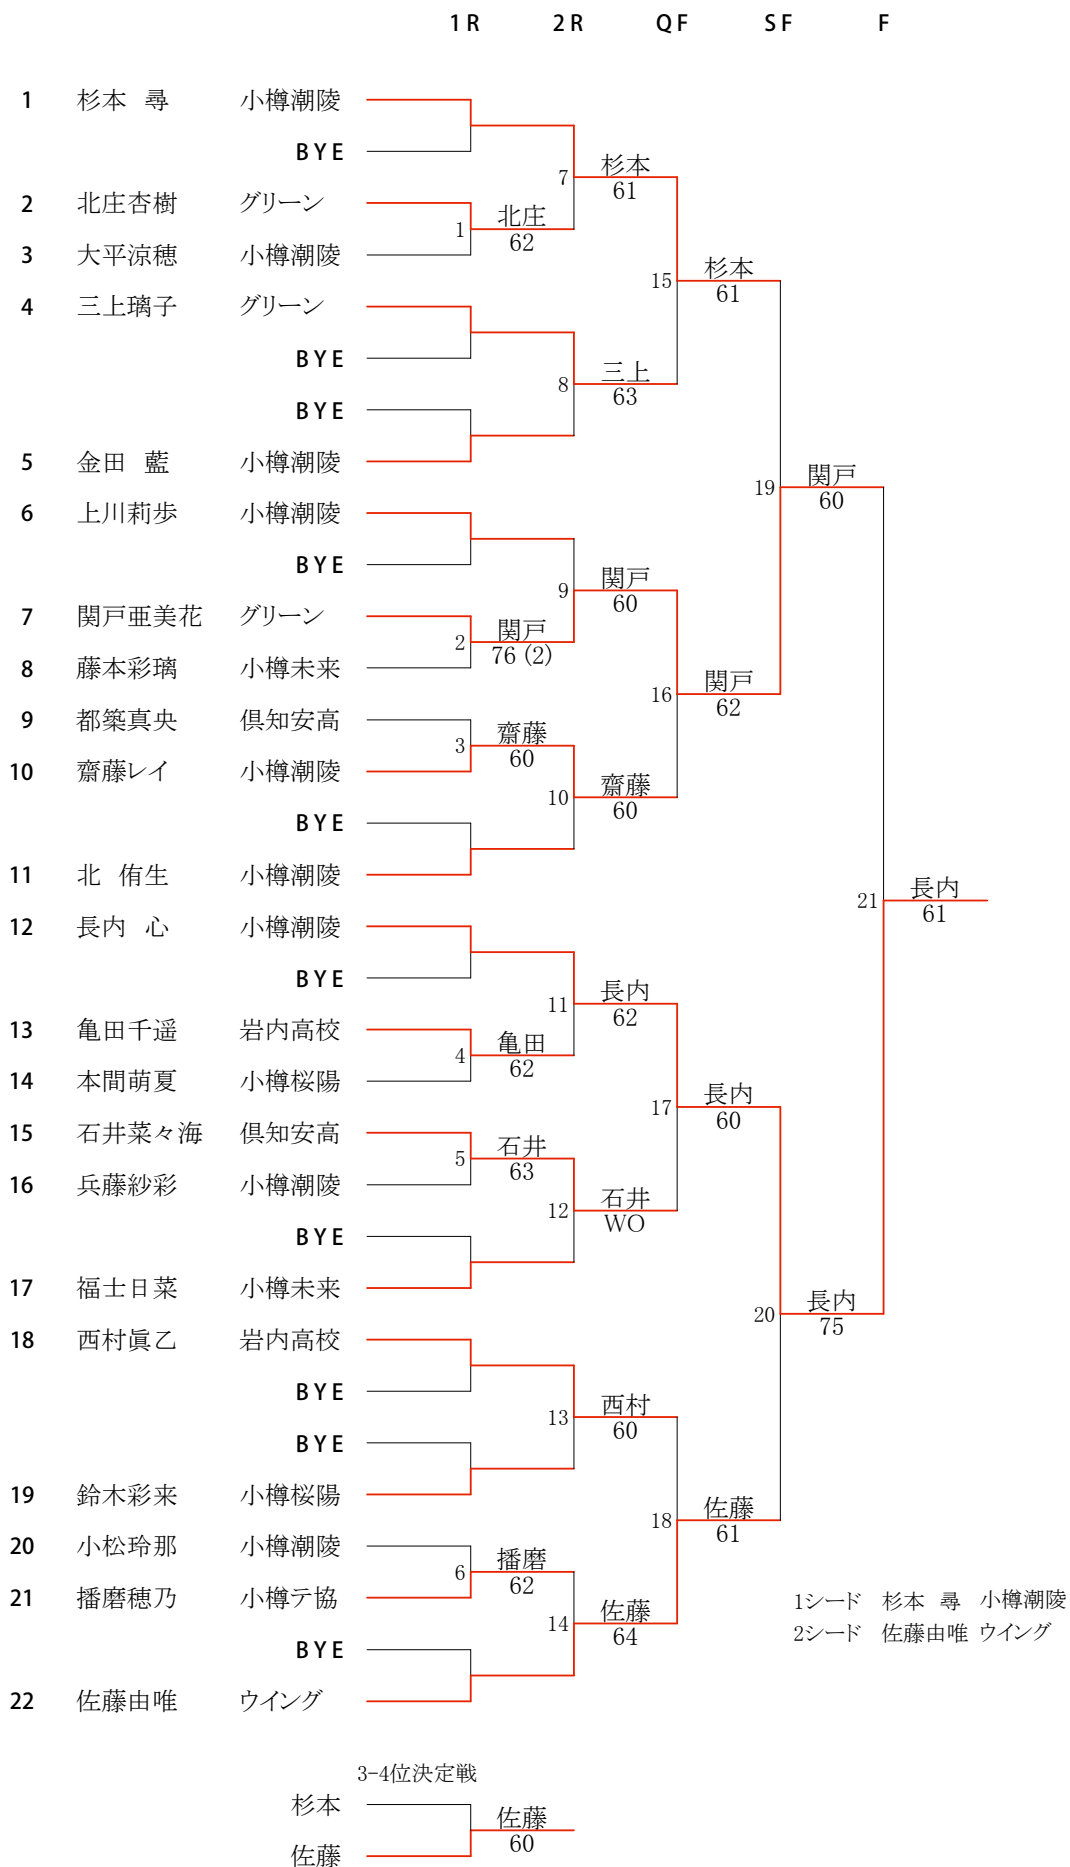 1R 2R QF SF F
1 杉本 尋 小樽潮陵
BYE
7 杉本 61
2 北庄杏樹 グリーン
1 北庄 62
3 大平涼穂 小樽潮陵
15 杉本 61
4 三上璃子 グリーン
BYE
8 三上 63
BYE
5 金田 藍 小樽潮陵
19 関戸 60
6 上川莉歩 小樽潮陵
BYE
9 関戸 60
7 関戸亜美花 グリーン
2 関戸 76 (2)
8 藤本彩璃 小樽未来
16 関戸 62
9 都築真央 倶知安高
3 齋藤 60
10 齋藤レイ 小樽潮陵
10 齋藤 60
BYE
11 北 侑生 小樽潮陵
21 長内 61
12 長内 心 小樽潮陵
BYE
11 長内 62
13 亀田千遥 岩内高校
4 亀田 62
14 本間萌夏 小樽桜陽
17 長内 60
15 石井菜々海 倶知安高
5 石井 63
16 兵藤紗彩 小樽潮陵
12 石井 WO
BYE
17 福士日菜 小樽未来
20 長内 75
18 西村眞乙 岩内高校
BYE
13 西村 60
BYE
19 鈴木彩来 小樽桜陽
18 佐藤 61
20 小松玲那 小樽潮陵
6 播磨 62
21 播磨穂乃 小樽テ協
14 佐藤 64
BYE
22 佐藤由唯 ウイング
1シード 杉本 尋 小樽潮陵
2シード 佐藤由唯 ウイング
3-4位決定戦
杉本
佐藤 60
佐藤